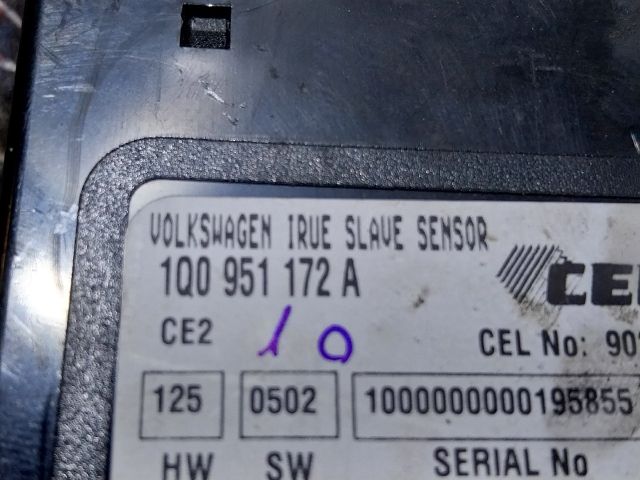 VOLKSWAGEN IRUE SLAVE SENSOR
1Q0 951 172 A
CE2 10 CEL No:
125 0502 1000000000195855
HW SW SERIAL No